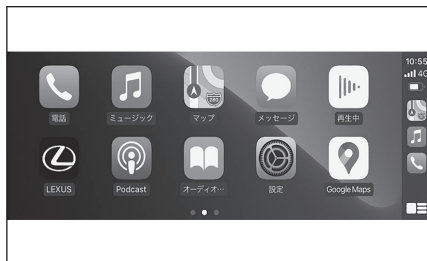 10:55
4G
280
電話
ミュージック
マップ
メッセージ
再生中
LEXUS
Podcast
オーディオ…
設定
Google Maps